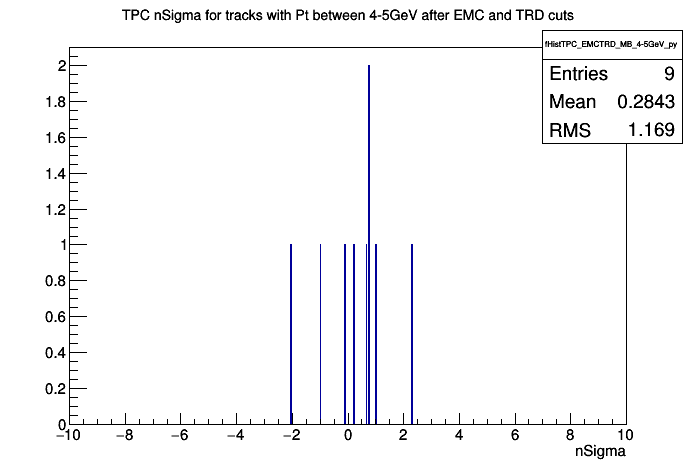 TPC nSigma for tracks with Pt between 4-5GeV after EMC and TRD cuts
fHistTPC_EMCTRD_MB_4-5GeV_py
Entries 9
Mean 0.2843
RMS 1.169
2
1.8
1.6
1.4
1.2
1
0.8
0.6
0.4
0.2
0
−10 −8 −6 −4 −2 0 2 4 6 8 10
nSigma